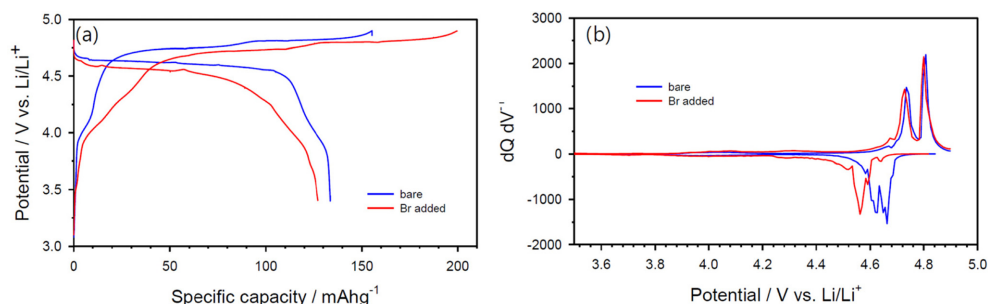 (a)
5.0
4.5
4.0
3.5
3.0
Potential / V vs. Li/Li⁺
bare
Br added
0 50 100 150 200
Specific capacity / mAhg⁻¹
(b)
3000
2000
1000
0
-1000
-2000
dQ dV⁻¹
bare
Br added
3.6 3.8 4.0 4.2 4.4 4.6 4.8 5.0
Potential / V vs. Li/Li⁺